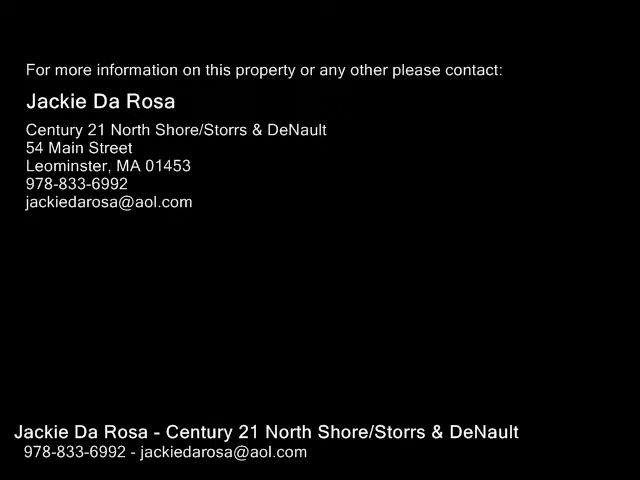 For more information on this property or any other please contact:
Jackie Da Rosa
Century 21 North Shore/Storrs & DeNault
54 Main Street
Leominster, MA 01453
978-833-6992
jackiedarosa@aol.com
Jackie Da Rosa - Century 21 North Shore/Storrs & DeNault
978-833-6992 - jackiedarosa@aol.com